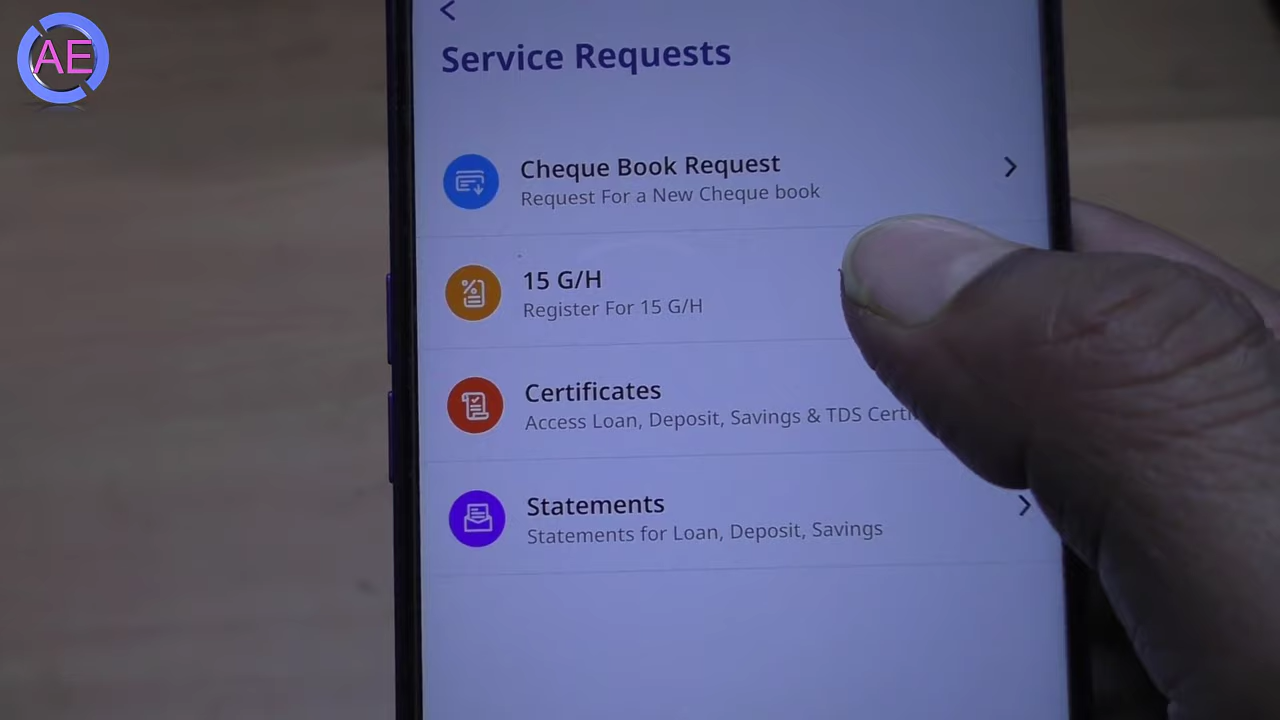 AE
Service Requests
Cheque Book Request
Request For a New Cheque book
15 G/H
Register For 15 G/H
Certificates
Access Loan, Deposit, Savings & TDS
Statements
Statements for Loan, Deposit, Savings